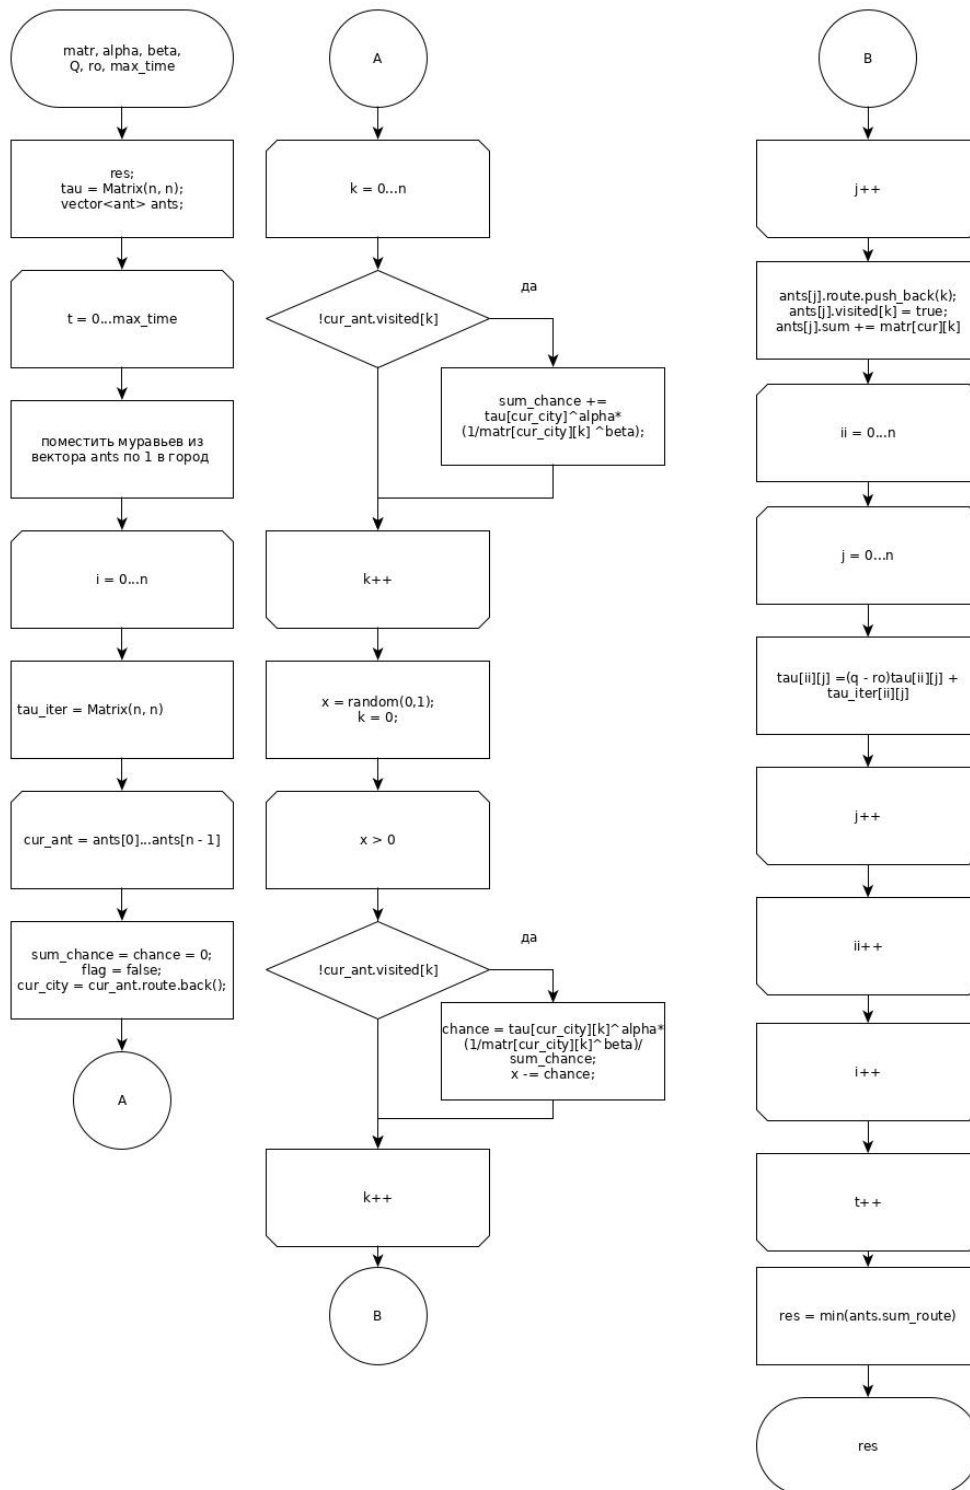 matr, alpha, beta,
Q, ro, max_time
res;
tau = Matrix(n, n);
vector<ant> ants;
t = 0...max_time
поместить муравьев из
вектора ants по 1 в город
i = 0...n
tau_iter = Matrix(n, n)
cur_ant = ants[0]...ants[n - 1]
sum_chance = chance = 0;
flag = false;
cur_city = cur_ant.route.back();
A
A
k = 0...n
!cur_ant.visited[k]
да
sum_chance +=
tau[cur_city]^alpha*
(1/matr[cur_city][k] ^beta);
k++
x = random(0,1);
k = 0;
x > 0
!cur_ant.visited[k]
да
chance = tau[cur_city][k]^alpha*
(1/matr[cur_city][k]^beta)/
sum_chance;
x -= chance;
k++
B
B
j++
ants[j].route.push_back(k);
ants[j].visited[k] = true;
ants[j].sum += matr[cur][k]
ii = 0...n
j = 0...n
tau[ii][j] =(q - ro)tau[ii][j] +
tau_iter[ii][j]
j++
ii++
i++
t++
res = min(ants.sum_route)
res